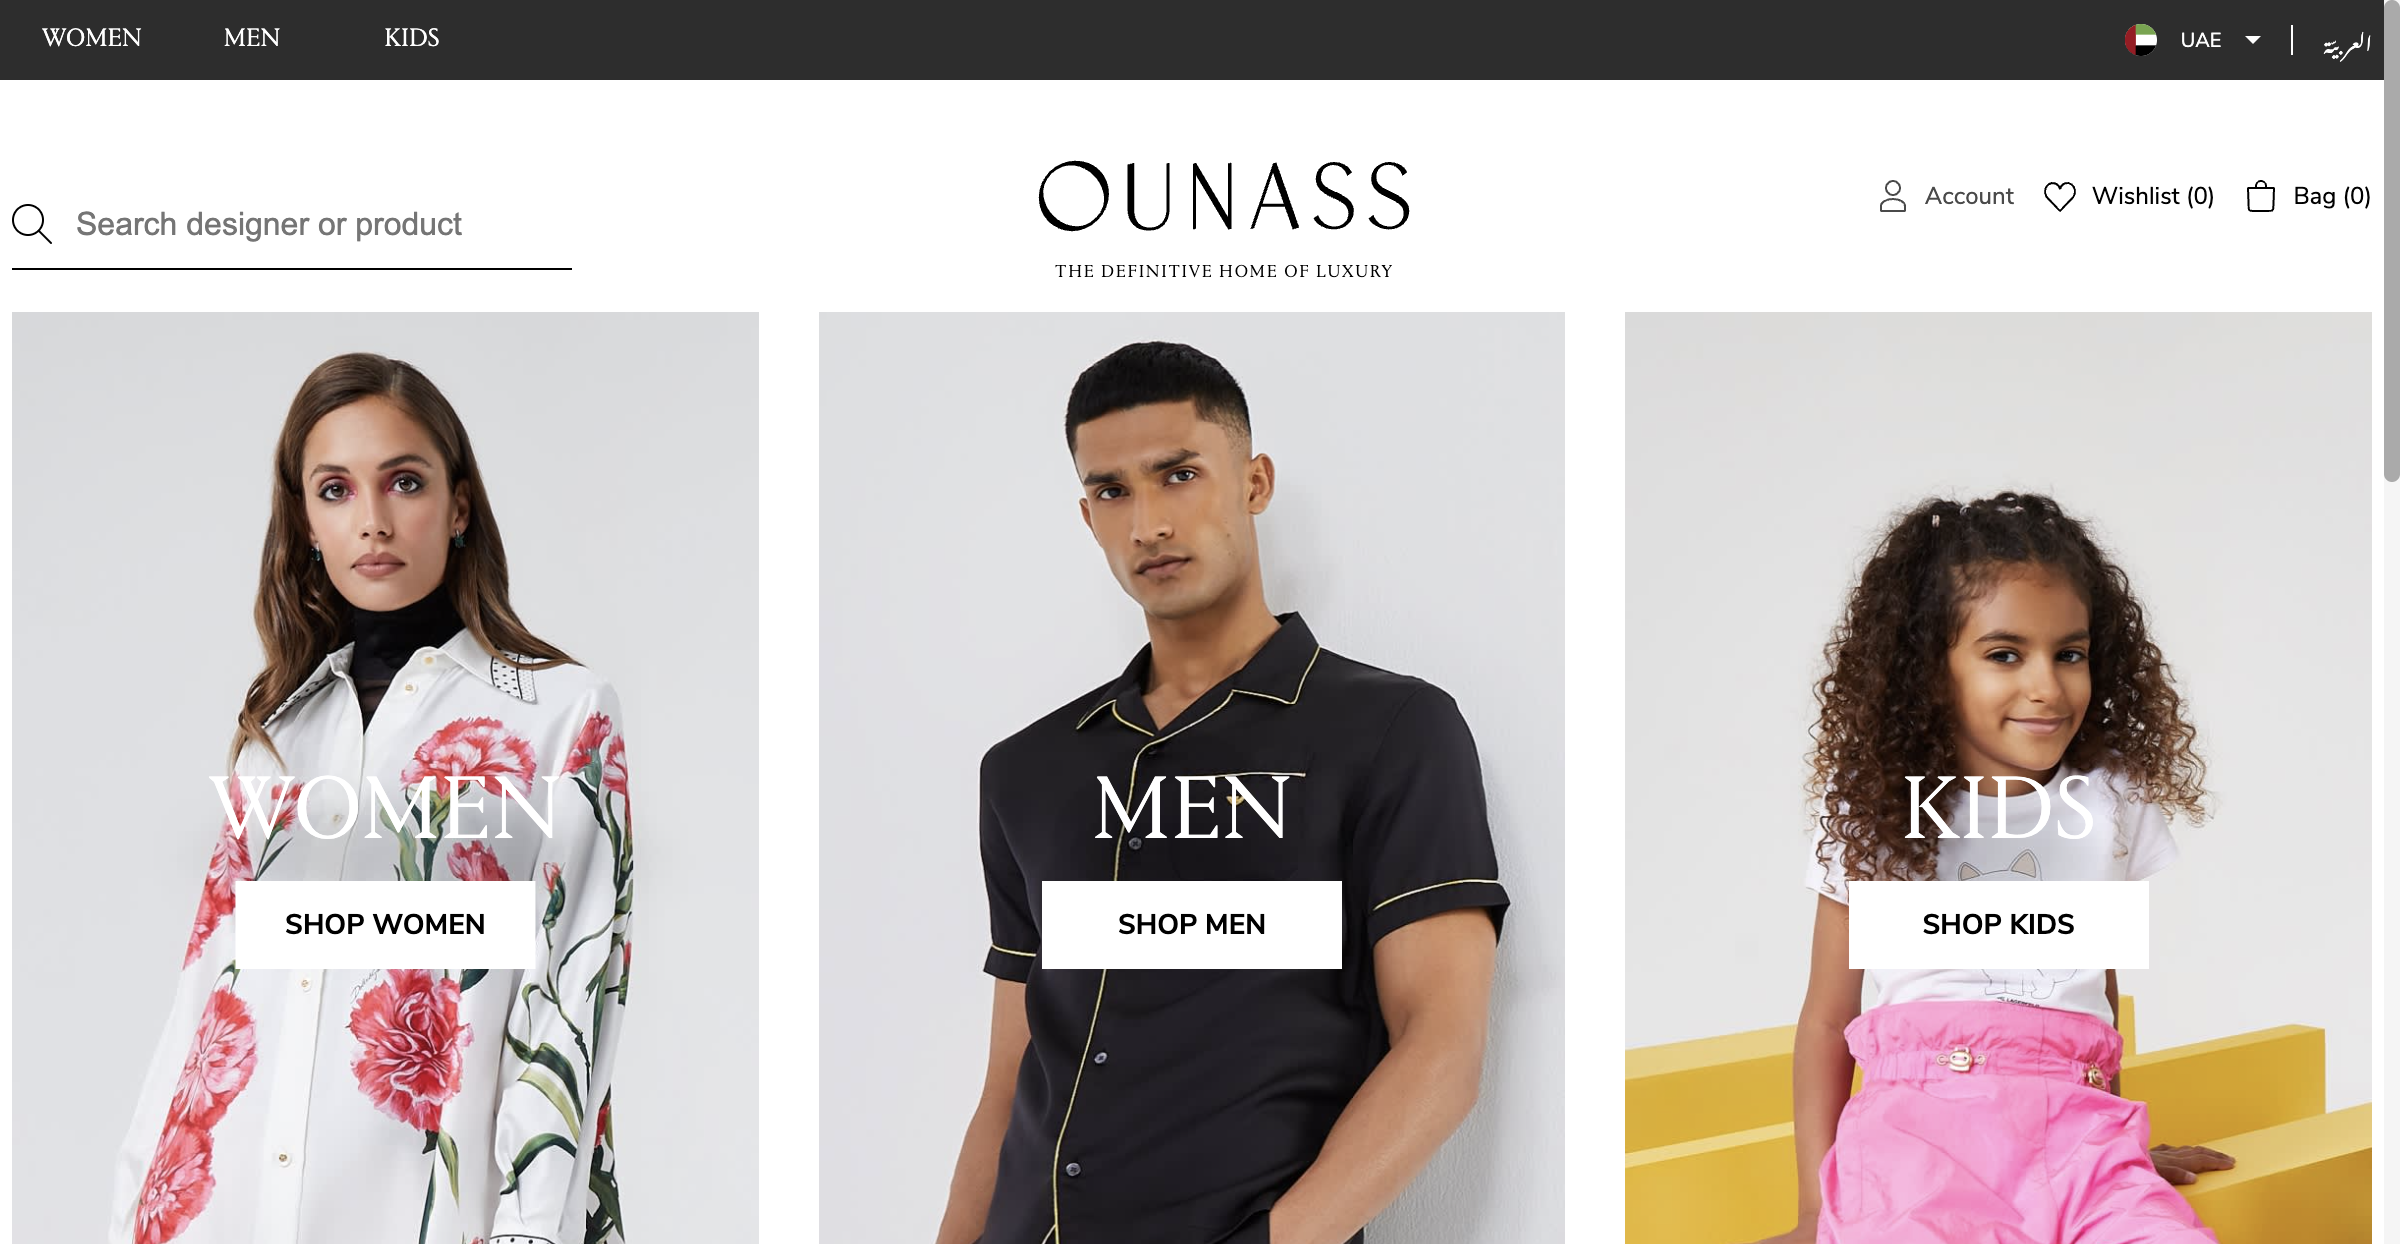 WOMEN MEN KIDS UAE العربية
Search designer or product
OUNASS
THE DEFINITIVE HOME OF LUXURY
Account Wishlist (0) Bag (0)
WOMEN
SHOP WOMEN
MEN
SHOP MEN
KIDS
SHOP KIDS